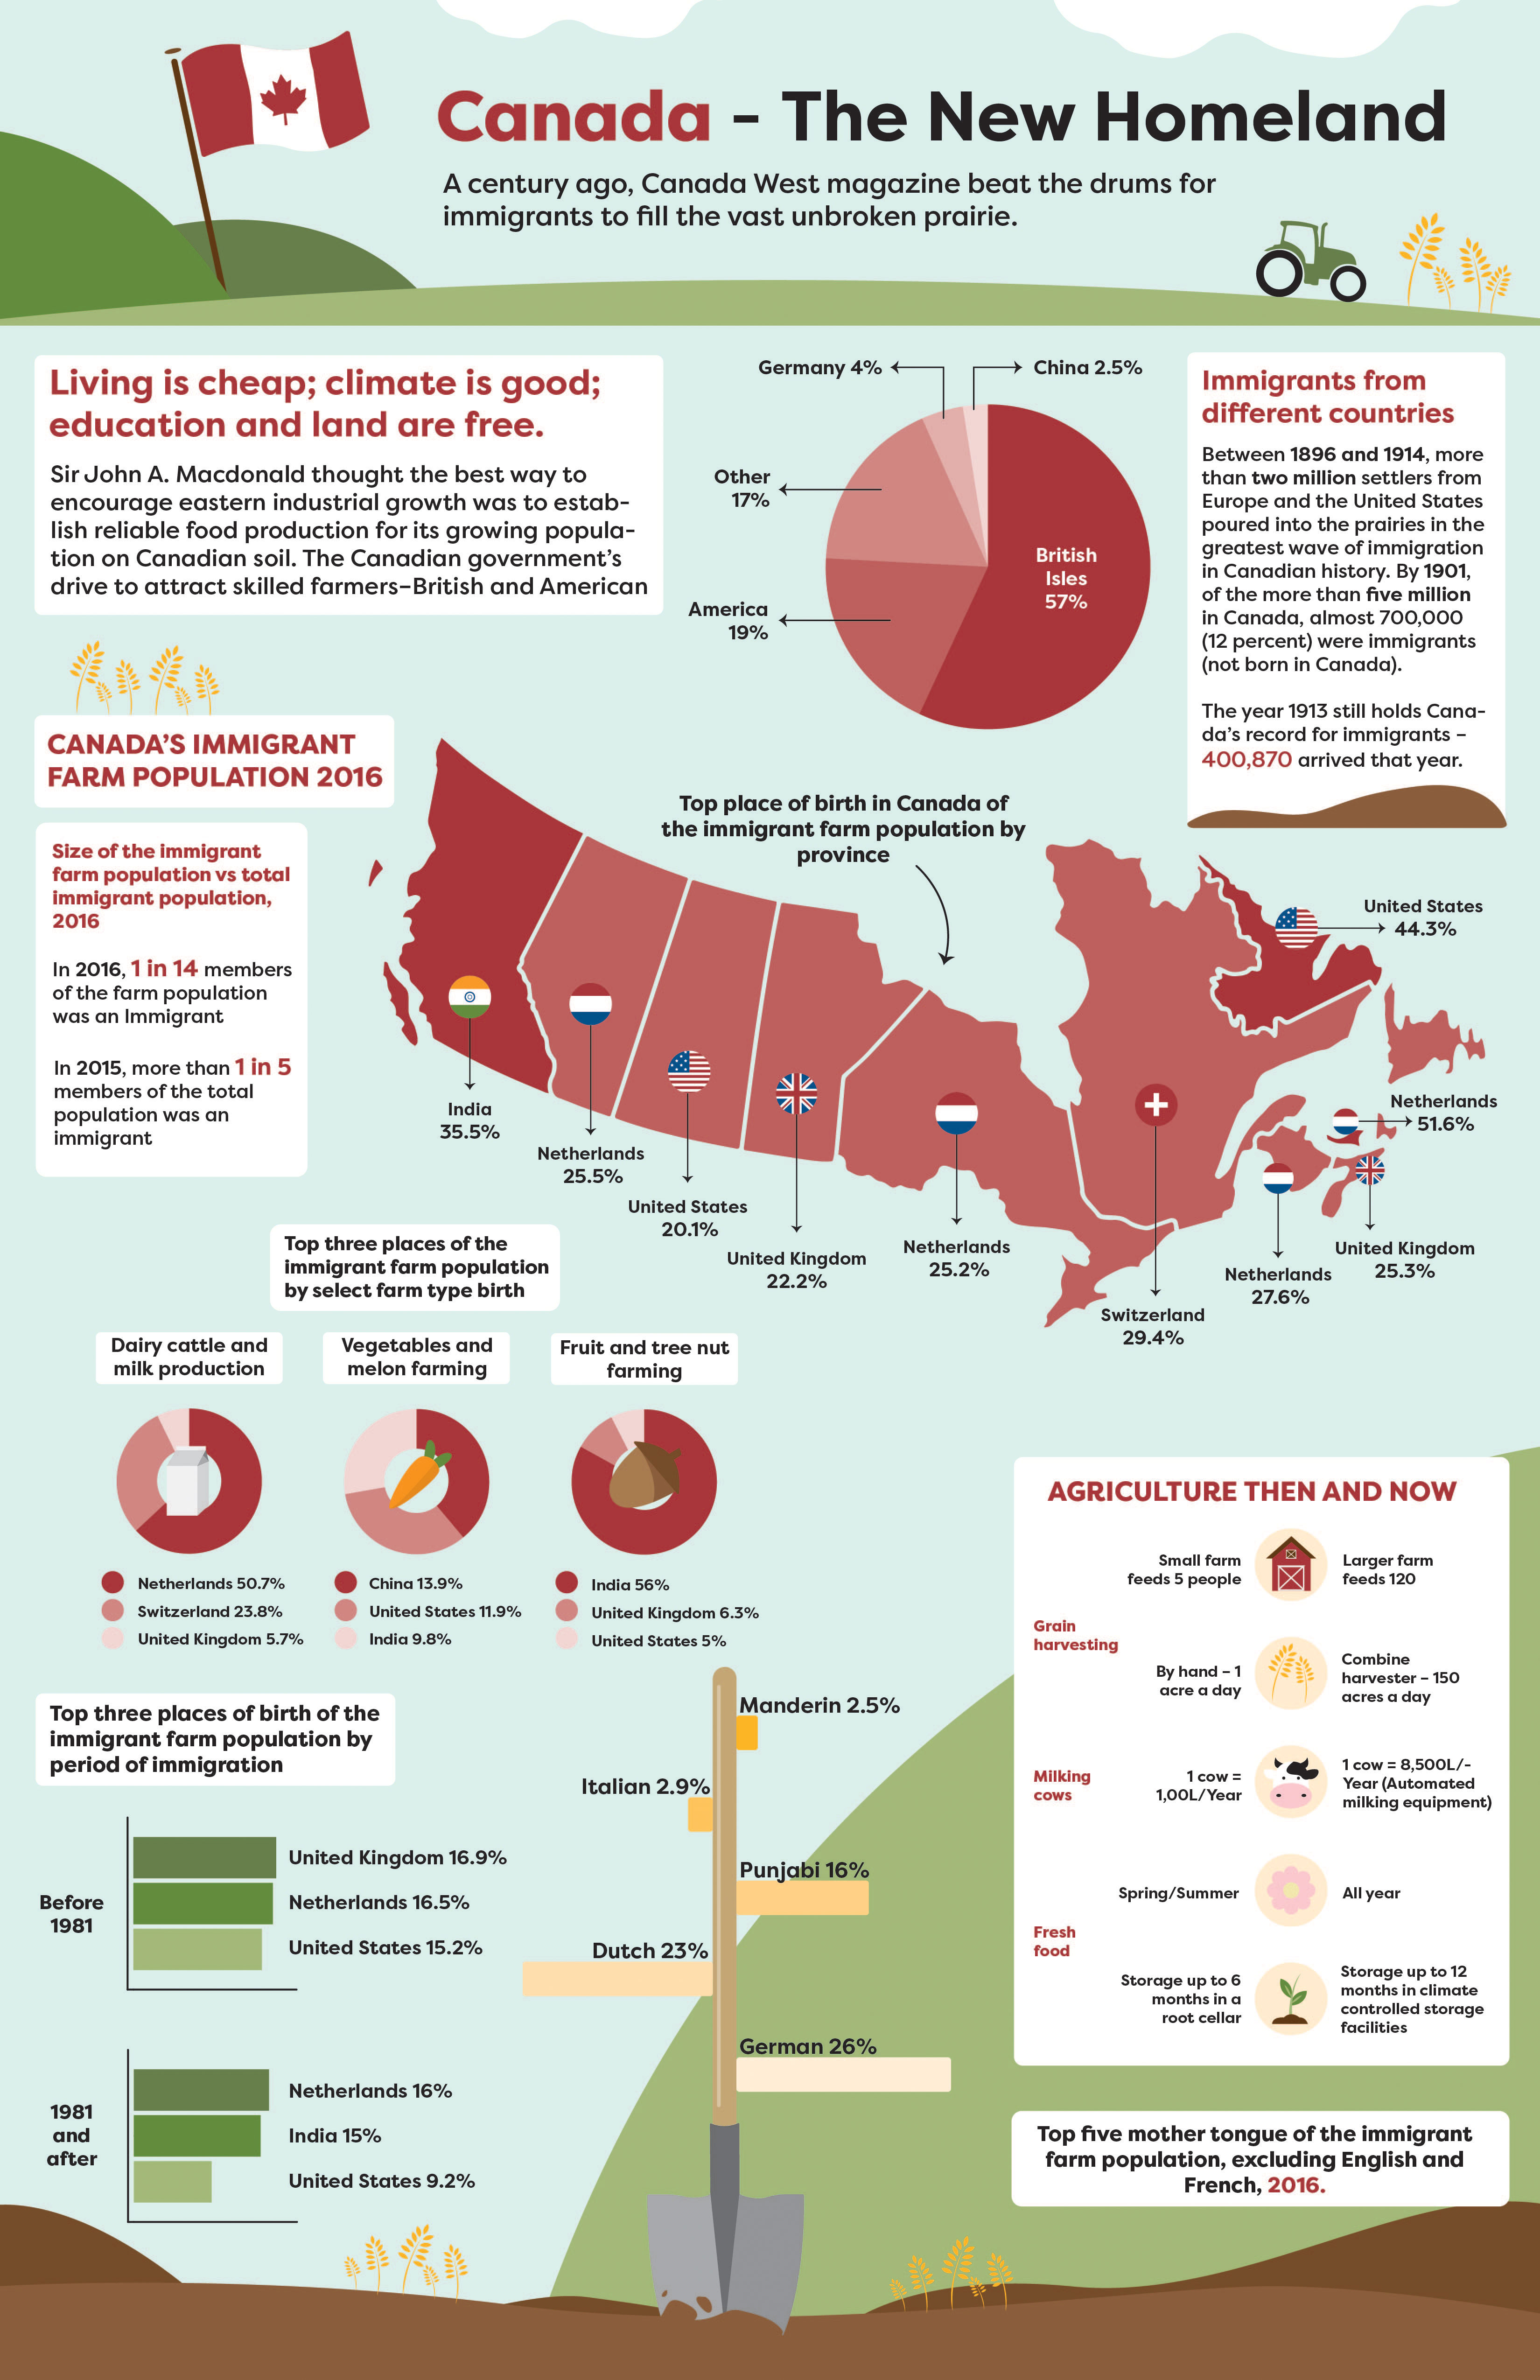 Canada - The New Homeland
A century ago, Canada West magazine beat the drums for
immigrants to fill the vast unbroken prairie.
Living is cheap; climate is good;
education and land are free.
Sir John A. Macdonald thought the best way to
encourage eastern industrial growth was to estab-
lish reliable food production for its growing popula-
tion on Canadian soil. The Canadian government's
drive to attract skilled farmers–British and American
Germany 4%
China 2.5%
Other
17%
America
19%
British
Isles
57%
Immigrants from
different countries
Between 1896 and 1914, more
than two million settlers from
Europe and the United States
poured into the prairies in the
greatest wave of immigration
in Canadian history. By 1901,
of the more than five million
in Canada, almost 700,000
(12 percent) were immigrants
(not born in Canada).
The year 1913 still holds Cana-
da's record for immigrants –
400,870 arrived that year.
CANADA'S IMMIGRANT
FARM POPULATION 2016
Size of the immigrant
farm population vs total
immigrant population,
2016
In 2016, 1 in 14 members
of the farm population
was an Immigrant
In 2015, more than 1 in 5
members of the total
population was an
immigrant
Top place of birth in Canada of
the immigrant farm population by
province
India
35.5%
Netherlands
25.5%
United States
20.1%
United Kingdom
22.2%
Netherlands
25.2%
Switzerland
29.4%
United States
44.3%
Netherlands
51.6%
United Kingdom
25.3%
Netherlands
27.6%
Top three places of the
immigrant farm population
by select farm type birth
Dairy cattle and
milk production
Netherlands 50.7%
Switzerland 23.8%
United Kingdom 5.7%
Vegetables and
melon farming
China 13.9%
United States 11.9%
India 9.8%
Fruit and tree nut
farming
India 56%
United Kingdom 6.3%
United States 5%
Top three places of birth of the
immigrant farm population by
period of immigration
Before
1981
United Kingdom 16.9%
Netherlands 16.5%
United States 15.2%
1981
and
after
Netherlands 16%
India 15%
United States 9.2%
Manderin 2.5%
Italian 2.9%
Punjabi 16%
Dutch 23%
German 26%
AGRICULTURE THEN AND NOW
Small farm
feeds 5 people
Larger farm
feeds 120
Grain
harvesting
By hand – 1
acre a day
Combine
harvester – 150
acres a day
Milking
cows
1 cow =
1,00L/Year
1 cow = 8,500L/-
Year (Automated
milking equipment)
Spring/Summer
All year
Fresh
food
Storage up to 6
months in a
root cellar
Storage up to 12
months in climate
controlled storage
facilities
Top five mother tongue of the immigrant
farm population, excluding English and
French, 2016.